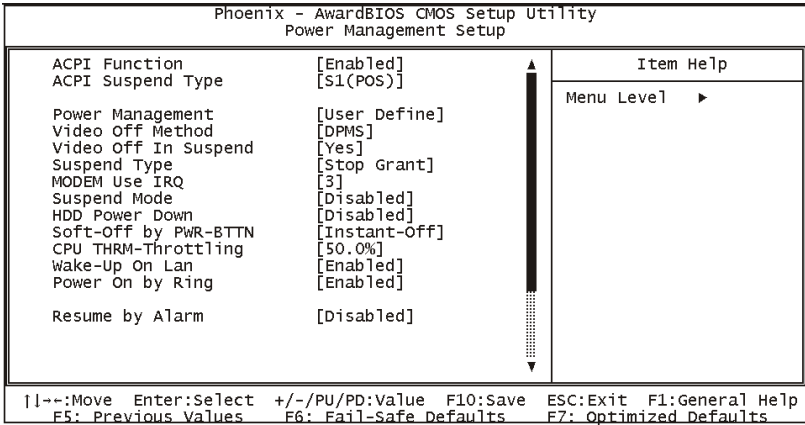 Phoenix - AwardBIOS CMOS Setup Utility
Power Management Setup
ACPI Function [Enabled]
ACPI Suspend Type [S1(POS)]
Power Management [User Define]
Video Off Method [DPMS]
Video Off In Suspend [Yes]
Suspend Type [Stop Grant]
MODEM Use IRQ [3]
Suspend Mode [Disabled]
HDD Power Down [Disabled]
Soft-Off by PWR-BTTN [Instant-Off]
CPU THRM-Throttling [50.0%]
Wake-Up On Lan [Enabled]
Power On by Ring [Enabled]
Resume by Alarm [Disabled]
Item Help
Menu Level ►
↑↓→←:Move Enter:Select +/-/PU/PD:Value F10:Save ESC:Exit F1:General Help
F5: Previous Values F6: Fail-Safe Defaults F7: Optimized Defaults